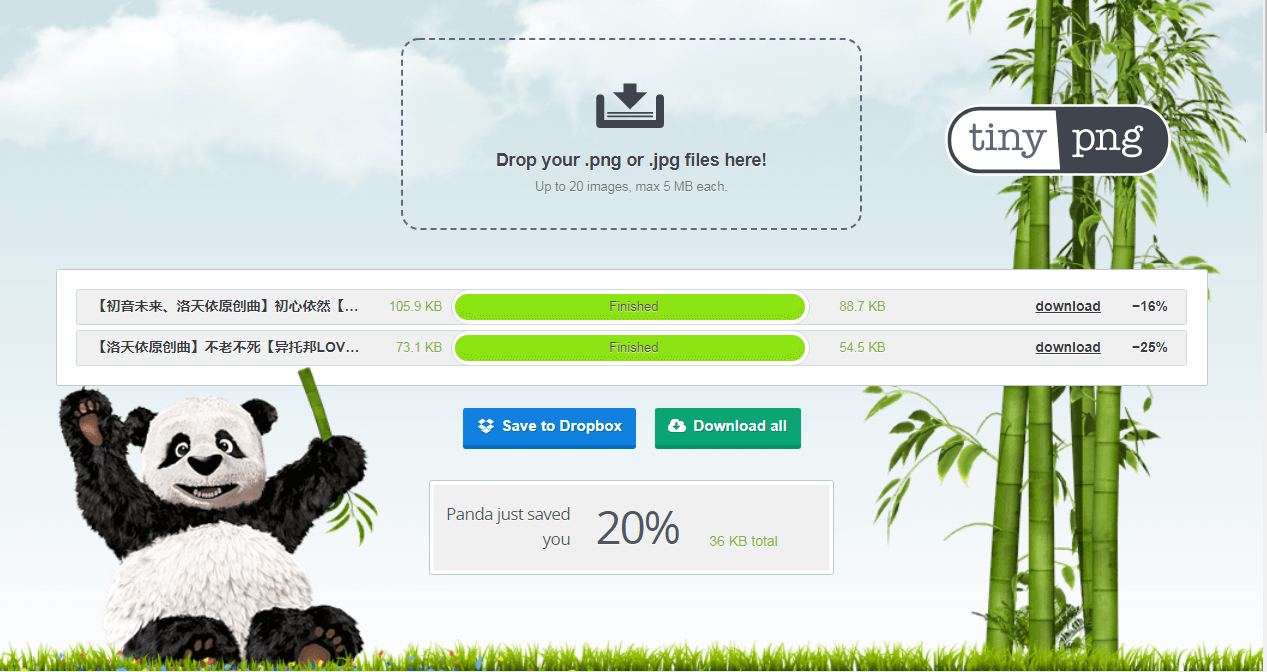 tiny png
Drop your .png or .jpg files here!
Up to 20 images, max 5 MB each.
【初音未来、洛天依原创曲】初心依然【... 105.9 KB Finished 88.7 KB download −16%
【洛天依原创曲】不老不死【异托邦LOV... 73.1 KB Finished 54.5 KB download −25%
Save to Dropbox Download all
Panda just saved
you 20% 36 KB total